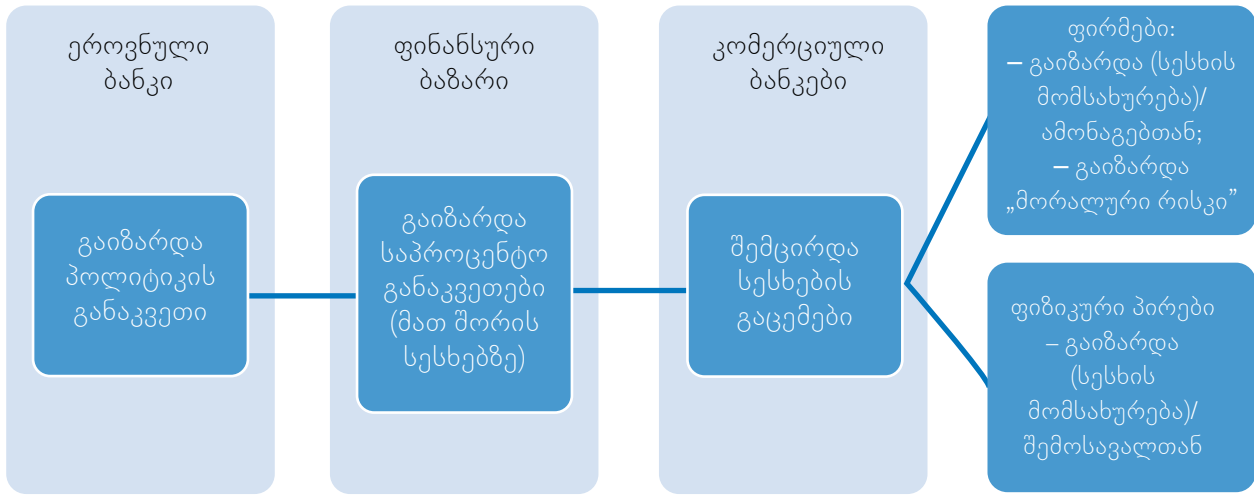 ეროვნული
ბანკი
გაიზარდა
პოლიტიკის
განაკვეთი
ფინანსური
ბაზარი
გაიზარდა
საპროცენტო
განაკვეთები
(მათ შორის
სესხებზე)
კომერციული
ბანკები
შემცირდა
სესხების
გაცემები
ფირმები:
– გაიზარდა (სესხის
მომსახურება)/
ამონაგებთან;
– გაიზარდა
„მორალური რისკი”
ფიზიკური პირები
– გაიზარდა
(სესხის
მომსახურება)/
შემოსავალთან